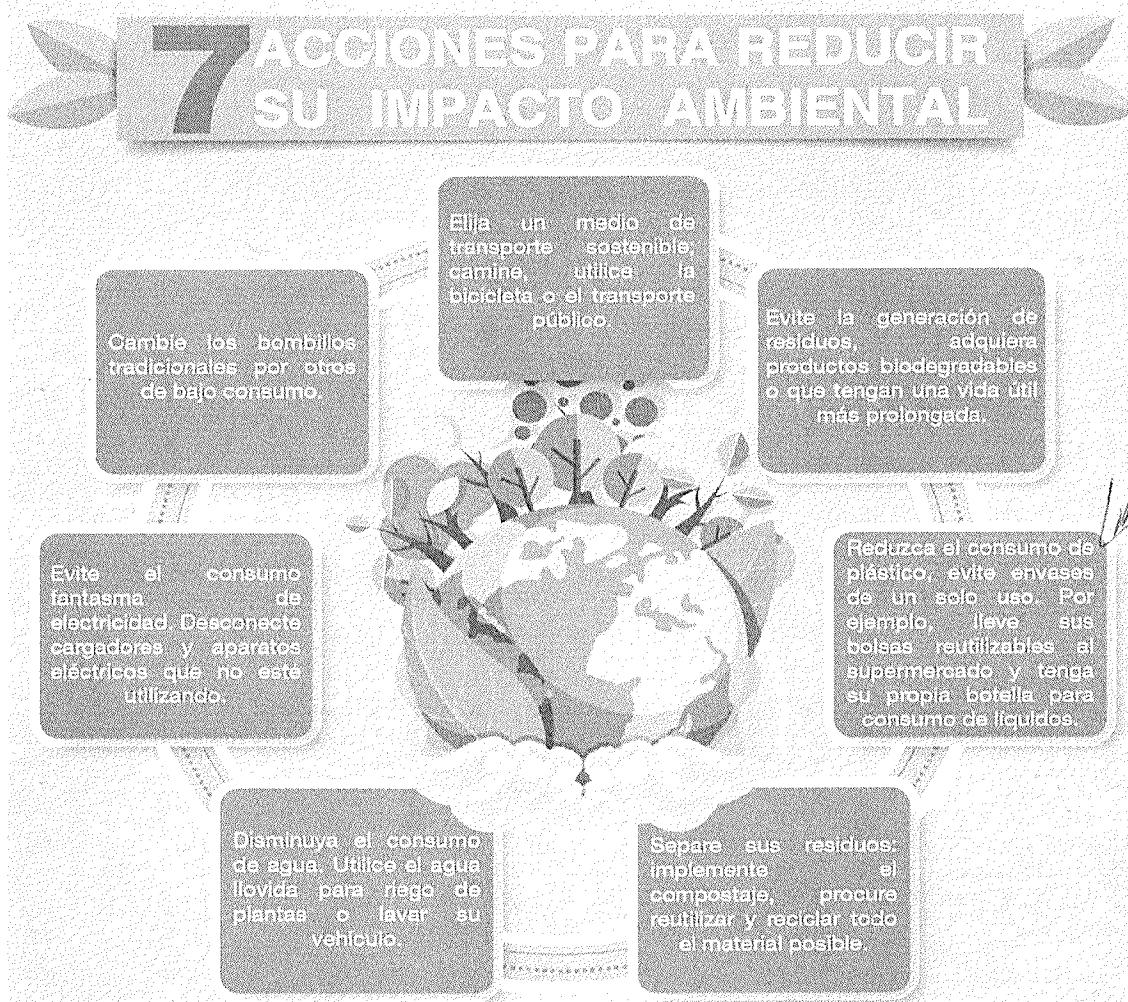 7 ACCIONES PARA REDUCIR
SU IMPACTO AMBIENTAL
Elija un medio de
transporte sostenible,
camine, utilice la
bicicleta o el transporte
público.
Evite la generación de
residuos adquiera
productos biodegradables
o que tengan una vida útil
más prolongada.
Reduzca el consumo de
plástico, evite envases
de un solo uso. Por
ejemplo, lleve sus
bolsas reutilizables al
supermercado y tenga
su propia botella para
consumo de líquidos.
Separe sus residuos,
implemente el
compostaje, procure
reutilizar y reciclar todo
el material posible.
Disminuya el consumo
de agua. Utilice el agua
llovida para riego de
plantas o lavar su
vehículo.
Evite el consumo
fantasma de
electricidad. Desconecte
cargadores y aparatos
eléctricos que no esté
utilizando.
Cambie los bombillos
tradicionales por otros
de bajo consumo.